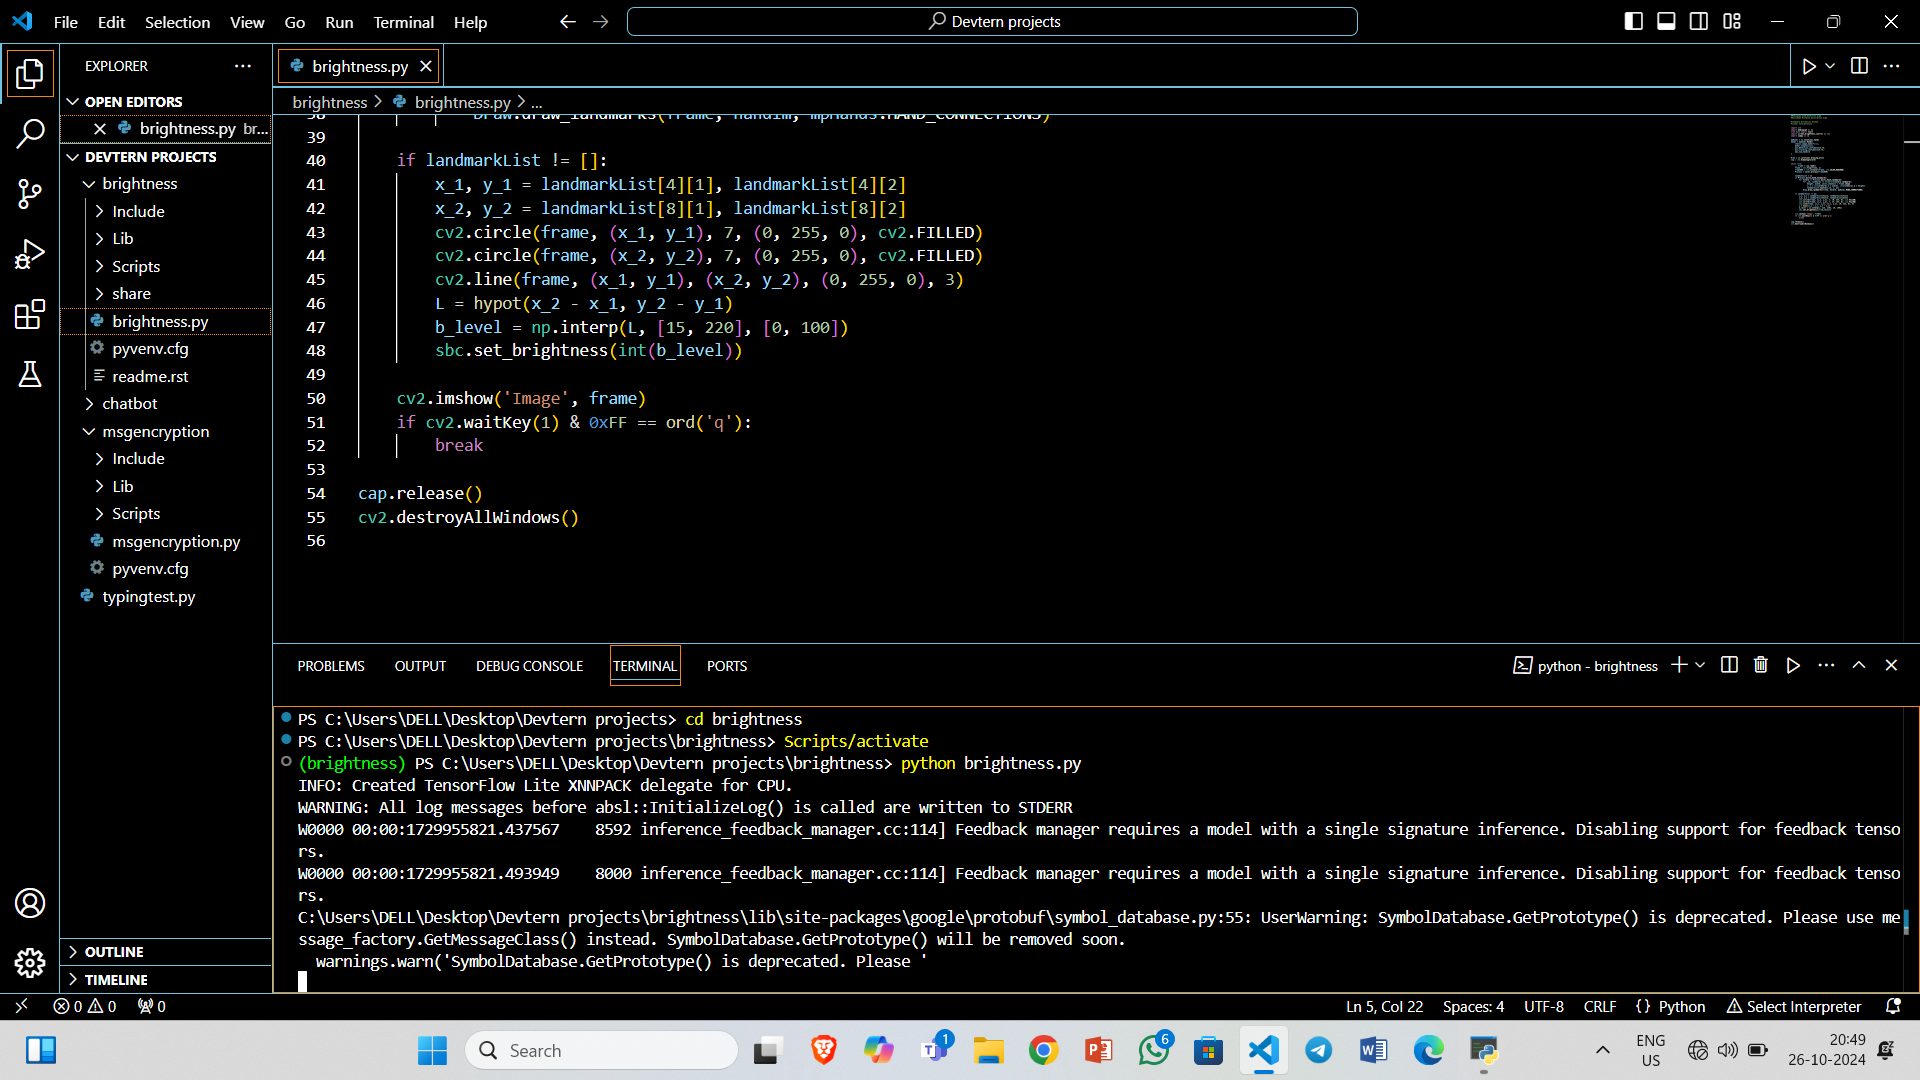 File Edit Selection View Go Run Terminal Help
Devtern projects
EXPLORER
OPEN EDITORS
brightness.py br...
DEVTERN PROJECTS
brightness
Include
Lib
Scripts
share
brightness.py
pyvenv.cfg
readme.rst
chatbot
msgencryption
Include
Lib
Scripts
msgencryption.py
pyvenv.cfg
typingtest.py
OUTLINE
TIMELINE
brightness.py
brightness > brightness.py > ...
38 Draw.draw_landmarks(frame, handlm, mpHands.HAND_CONNECTIONS)
39
40 if landmarkList != []:
41 x_1, y_1 = landmarkList[4][1], landmarkList[4][2]
42 x_2, y_2 = landmarkList[8][1], landmarkList[8][2]
43 cv2.circle(frame, (x_1, y_1), 7, (0, 255, 0), cv2.FILLED)
44 cv2.circle(frame, (x_2, y_2), 7, (0, 255, 0), cv2.FILLED)
45 cv2.line(frame, (x_1, y_1), (x_2, y_2), (0, 255, 0), 3)
46 L = hypot(x_2 - x_1, y_2 - y_1)
47 b_level = np.interp(L, [15, 220], [0, 100])
48 sbc.set_brightness(int(b_level))
49
50 cv2.imshow('Image', frame)
51 if cv2.waitKey(1) & 0xFF == ord('q'):
52 break
53
54 cap.release()
55 cv2.destroyAllWindows()
56
PROBLEMS OUTPUT DEBUG CONSOLE TERMINAL PORTS
python - brightness
PS C:\Users\DELL\Desktop\Devtern projects> cd brightness
PS C:\Users\DELL\Desktop\Devtern projects\brightness> Scripts/activate
(brightness) PS C:\Users\DELL\Desktop\Devtern projects\brightness> python brightness.py
INFO: Created TensorFlow Lite XNNPACK delegate for CPU.
WARNING: All log messages before absl::InitializeLog() is called are written to STDERR
W0000 00:00:1729955821.437567    8592 inference_feedback_manager.cc:114] Feedback manager requires a model with a single signature inference. Disabling support for feedback tenso
rs.
W0000 00:00:1729955821.493949    8000 inference_feedback_manager.cc:114] Feedback manager requires a model with a single signature inference. Disabling support for feedback tenso
rs.
C:\Users\DELL\Desktop\Devtern projects\brightness\lib\site-packages\google\protobuf\symbol_database.py:55: UserWarning: SymbolDatabase.GetPrototype() is deprecated. Please use me
ssage_factory.GetMessageClass() instead. SymbolDatabase.GetPrototype() will be removed soon.
warnings.warn('SymbolDatabase.GetPrototype() is deprecated. Please '
0 0 0
Ln 5, Col 22 Spaces: 4 UTF-8 CRLF {} Python Select Interpreter
Search
1
6
ENG
US
20:49
26-10-2024